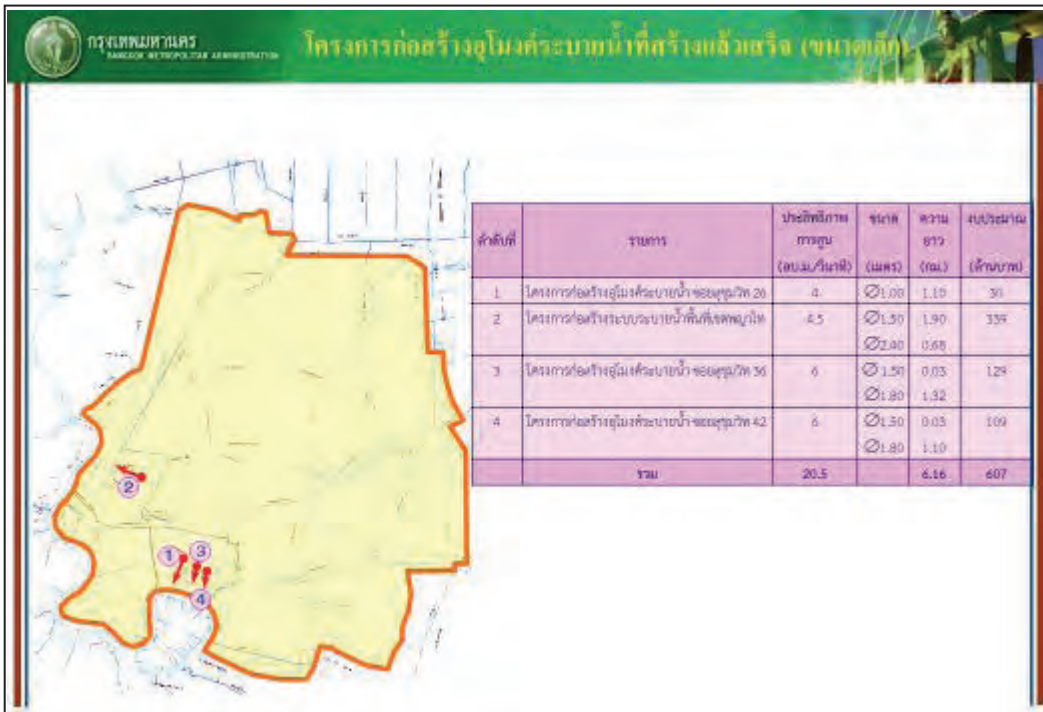 กรุงเทพมหานคร
BANGKOK METROPOLITAN ADMINISTRATION
โครงการก่อสร้างอุโมงค์ระบายน้ำที่สร้างแล้วเสร็จ (ขนาดเล็ก)
ลำดับที่ รายการ ประสิทธิภาพการสูบ (ลบ.ม./วินาที) ขนาด (เมตร) ความยาว (กม.) งบประมาณ (ล้านบาท)
1 โครงการก่อสร้างอุโมงค์ระบายน้ำ ซอยสุขุมวิท 26 4 ∅1.00 1.10 30
2 โครงการก่อสร้างระบบระบายน้ำพื้นที่เขตพญาไท 4.5 ∅1.50 1.90 339
∅2.40 0.68
3 โครงการก่อสร้างอุโมงค์ระบายน้ำ ซอยสุขุมวิท 36 6 ∅1.50 0.03 129
∅1.80 1.32
4 โครงการก่อสร้างอุโมงค์ระบายน้ำ ซอยสุขุมวิท 42 6 ∅1.50 0.03 109
∅1.80 1.10
รวม 20.5 6.16 607
2
1
3
4